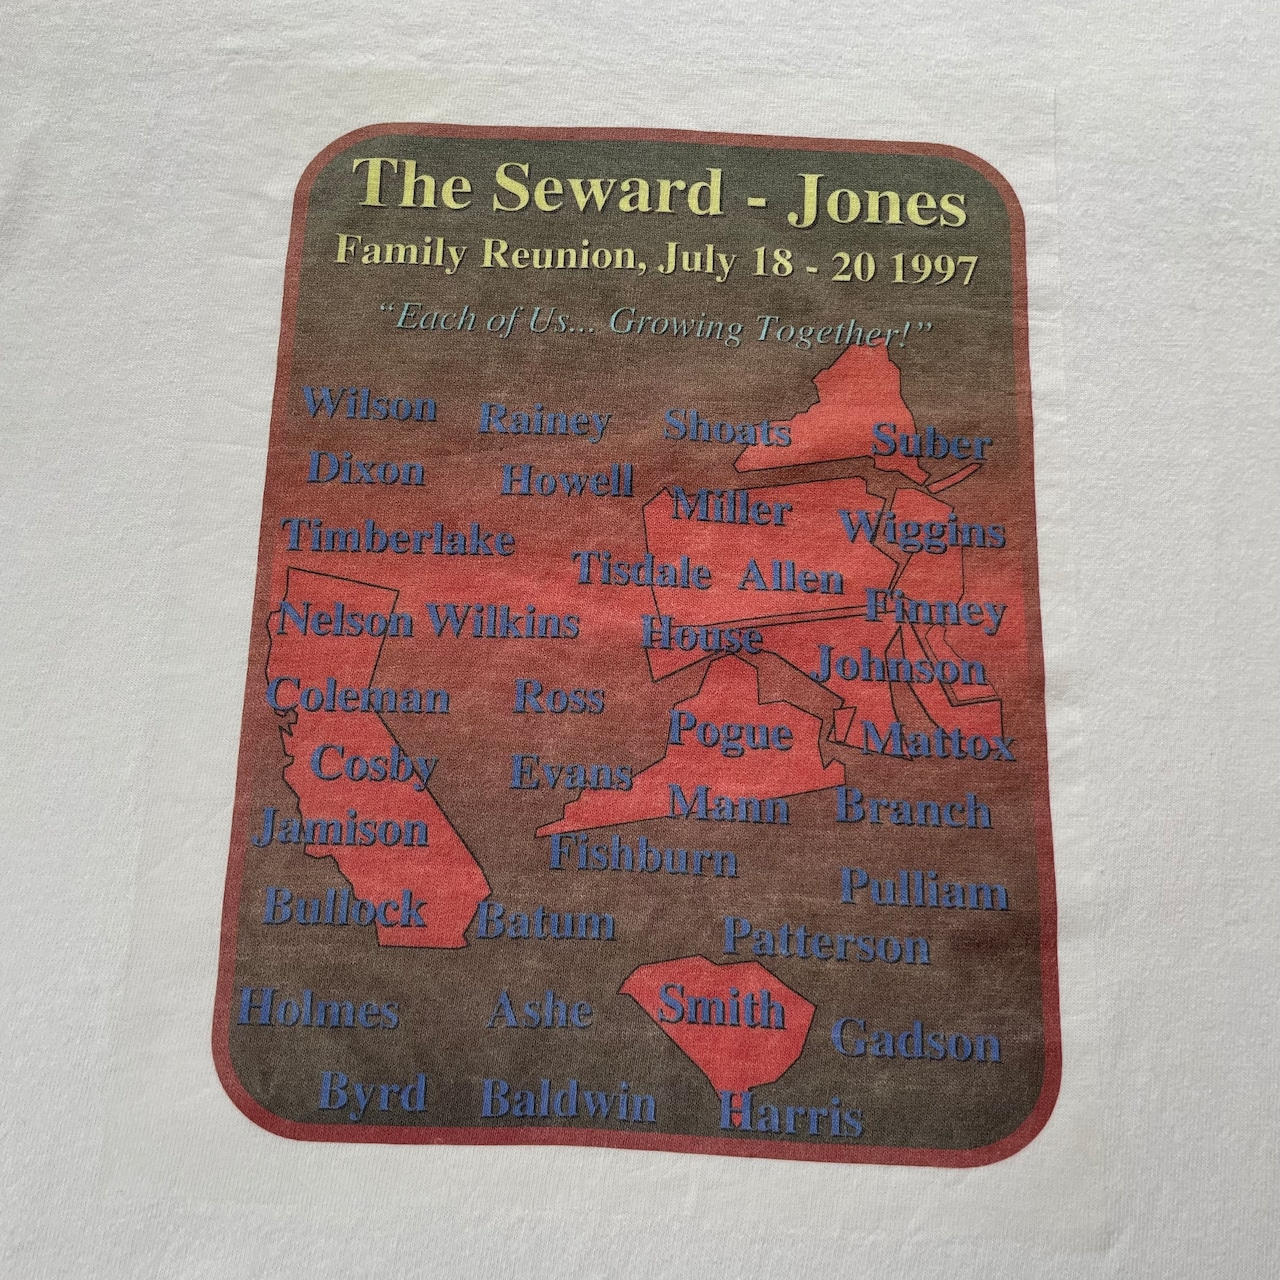 The Seward - Jones
Family Reunion, July 18 - 20 1997
“Each of Us... Growing Together!”
Wilson Rainey Shoats Suber
Dixon Howell Miller Wiggins
Timberlake Tisdale Allen Finney
Nelson Wilkins House Johnson
Coleman Ross Pogue Mattox
Cosby Evans Mann Branch
Jamison Fishburn Pulliam
Bullock Batum Patterson
Holmes Ashe Smith Gadson
Byrd Baldwin Harris